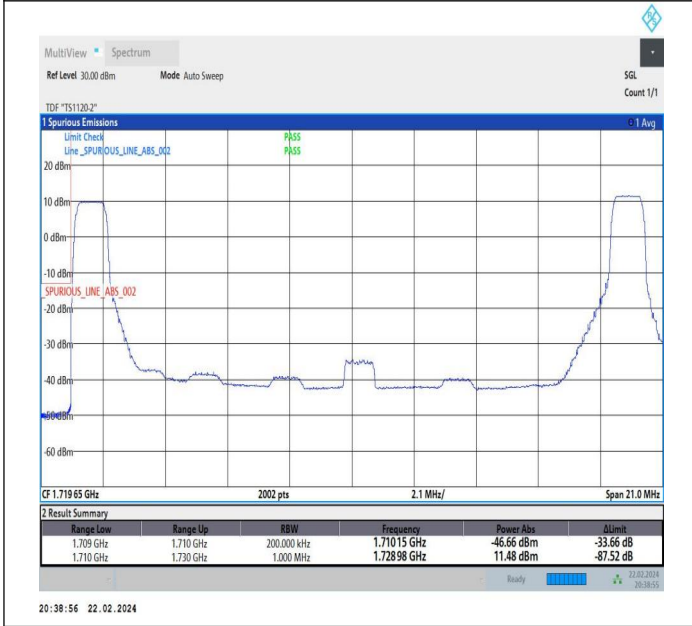 R S
MultiView Spectrum
Ref Level 30.00 dBm Mode Auto Sweep SGL
Count 1/1
TDF "TS1120-2"
1 Spurious Emissions 1 Avg
Limit Check PASS
Line _SPURIOUS_LINE_ABS_002 PASS
20 dBm
10 dBm
0 dBm
-10 dBm
_SPURIOUS_LINE_ABS_002
-20 dBm
-30 dBm
-40 dBm
-50 dBm
-60 dBm
CF 1.719 65 GHz 2002 pts 2.1 MHz/ Span 21.0 MHz
2 Result Summary
Range Low Range Up RBW Frequency Power Abs ΔLimit
1.709 GHz 1.710 GHz 200.000 kHz 1.71015 GHz -46.66 dBm -33.66 dB
1.710 GHz 1.730 GHz 1.000 MHz 1.728 98 GHz 11.48 dBm -87.52 dB
Ready 22.02.2024
20:38:55
20:38:56 22.02.2024